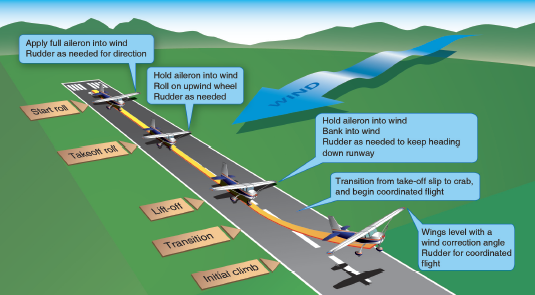 Apply full aileron into wind
Rudder as needed for direction
Hold aileron into wind
Roll on upwind wheel
Rudder as needed
WIND
Start roll
Hold aileron into wind
Bank into wind
Rudder as needed to keep heading
down runway
Takeoff roll
Transition from take-off slip to crab,
and begin coordinated flight
Lift-off
Wings level with a
wind correction angle
Rudder for coordinated
flight
Transition
Initial climb